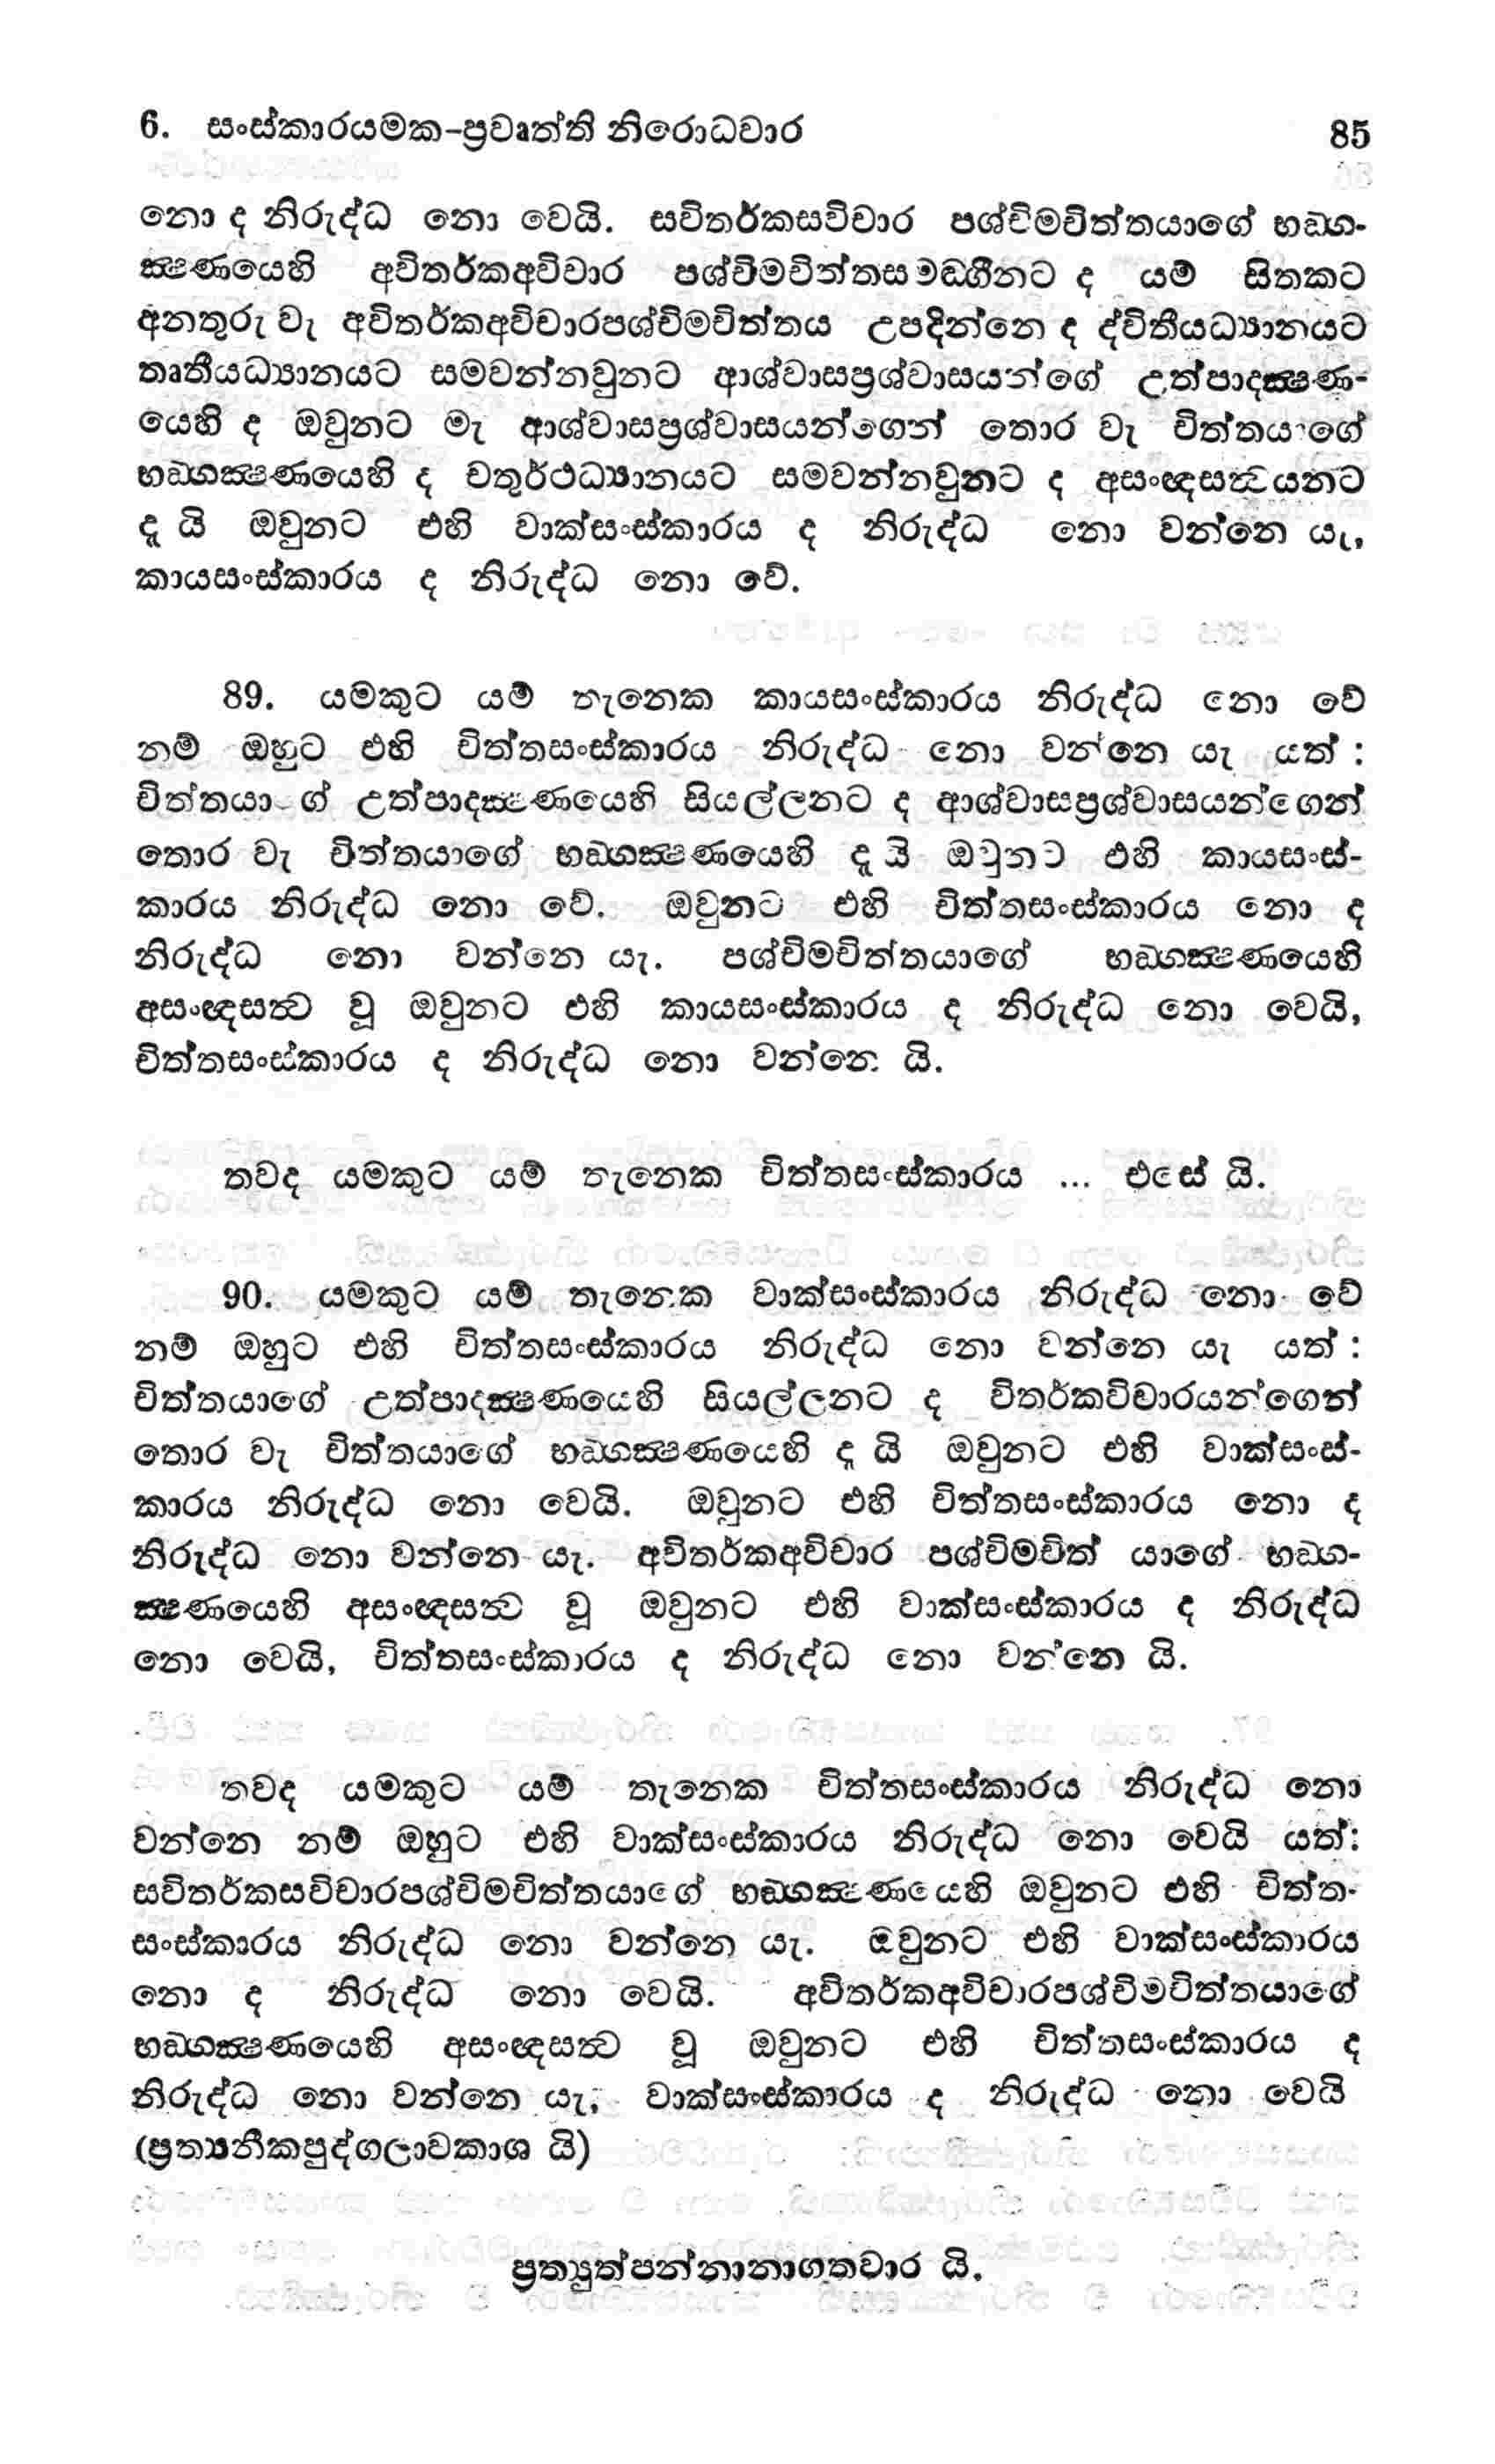 6. සංස්කාරයමක-ප්‍රවෘත්ති නිරොධවාර 85
නො ද නිරුද්ධ නො වෙයි. සවිතර්කසවිචාර පශ්චිමචිත්තයාගේ භඞ්ග-
ක්‍ෂණයෙහි අවිතර්කඅවිචාර පශ්චිමචිත්තසමඞ්ගීනට ද යම් සිතකට
අනතුරු වැ අවිතර්කඅවිචාරපශ්චිමචිත්තය උපදින්නෙ ද ද්විතීයධ්‍යානයට
තෘතීයධ්‍යානයට සමවන්නවුනට ආශ්වාසප්‍රශ්වාසයන්ගේ උත්පාදක්‍ෂණ-
යෙහි ද ඔවුනට මැ ආශ්වාසප්‍රශ්වාසයන්ගෙන් තොර වැ චිත්තයාගේ
භඞ්ගක්‍ෂණයෙහි ද චතුර්ථධ්‍යානයට සමවන්නවුනට ද අසංඥසත්‍වයනට
දැ යි ඔවුනට එහි වාක්සංස්කාරය ද නිරුද්ධ නො වන්නෙ යැ,
කායසංස්කාරය ද නිරුද්ධ නො වේ.
89. යමකුට යම් තැනෙක කායසංස්කාරය නිරුද්ධ නො වේ
නම් ඔහුට එහි චිත්තසංස්කාරය නිරුද්ධ නො වන්නෙ යැ යත් :
චිත්තයාගේ උත්පාදක්‍ෂණයෙහි සියල්ලනට ද ආශ්වාසප්‍රශ්වාසයන්ගෙන්
තොර වැ චිත්තයාගේ භඞ්ගක්‍ෂණයෙහි දැ යි ඔවුනට එහි කායසංස්-
කාරය නිරුද්ධ නො වේ. ඔවුනට එහි චිත්තසංස්කාරය නො ද
නිරුද්ධ නො වන්නෙ යැ. පශ්චිමචිත්තයාගේ භඞ්ගක්‍ෂණයෙහි
අසංඥසත්‍ව වූ ඔවුනට එහි කායසංස්කාරය ද නිරුද්ධ නො වෙයි,
චිත්තසංස්කාරය ද නිරුද්ධ නො වන්නෙ යි.
තවද යමකුට යම් තැනෙක චිත්තසංස්කාරය ... එසේ යි.
90. යමකුට යම් තැනෙක වාක්සංස්කාරය නිරුද්ධ නො වේ
නම් ඔහුට එහි චිත්තසංස්කාරය නිරුද්ධ නො වන්නෙ යැ යත් :
චිත්තයාගේ උත්පාදක්‍ෂණයෙහි සියල්ලනට ද විතර්කවිචාරයන්ගෙන්
තොර වැ චිත්තයාගේ භඞ්ගක්‍ෂණයෙහි දැ යි ඔවුනට එහි වාක්සංස්-
කාරය නිරුද්ධ නො වෙයි. ඔවුනට එහි චිත්තසංස්කාරය නො ද
නිරුද්ධ නො වන්නෙ යැ. අවිතර්කඅවිචාර පශ්චිමචිත් යාගේ භඞ්ග-
ක්‍ෂණයෙහි අසංඥසත්‍ව වූ ඔවුනට එහි වාක්සංස්කාරය ද නිරුද්ධ
නො වෙයි, චිත්තසංස්කාරය ද නිරුද්ධ නො වන්නෙ යි.
තවද යමකුට යම් තැනෙක චිත්තසංස්කාරය නිරුද්ධ නො
වන්නෙ නම් ඔහුට එහි වාක්සංස්කාරය නිරුද්ධ නො වෙයි යත්:
සවිතර්කසවිචාරපශ්චිමචිත්තයාගේ භඞ්ගක්‍ෂණයෙහි ඔවුනට එහි චිත්ත-
සංස්කාරය නිරුද්ධ නො වන්නෙ යැ. ඔවුනට එහි වාක්සංස්කාරය
නො ද නිරුද්ධ නො වෙයි. අවිතර්කඅවිචාරපශ්චිමචිත්තයාගේ
භඞ්ගක්‍ෂණයෙහි අසංඥසත්‍ව වූ ඔවුනට එහි චිත්තසංස්කාරය ද
නිරුද්ධ නො වන්නෙ යැ, වාක්සංස්කාරය ද නිරුද්ධ නො වෙයි
(ප්‍රත්‍යනීකපුද්ගලාවකාශ යි)
ප්‍රත්‍යුත්පන්නානාගතවාර යි.